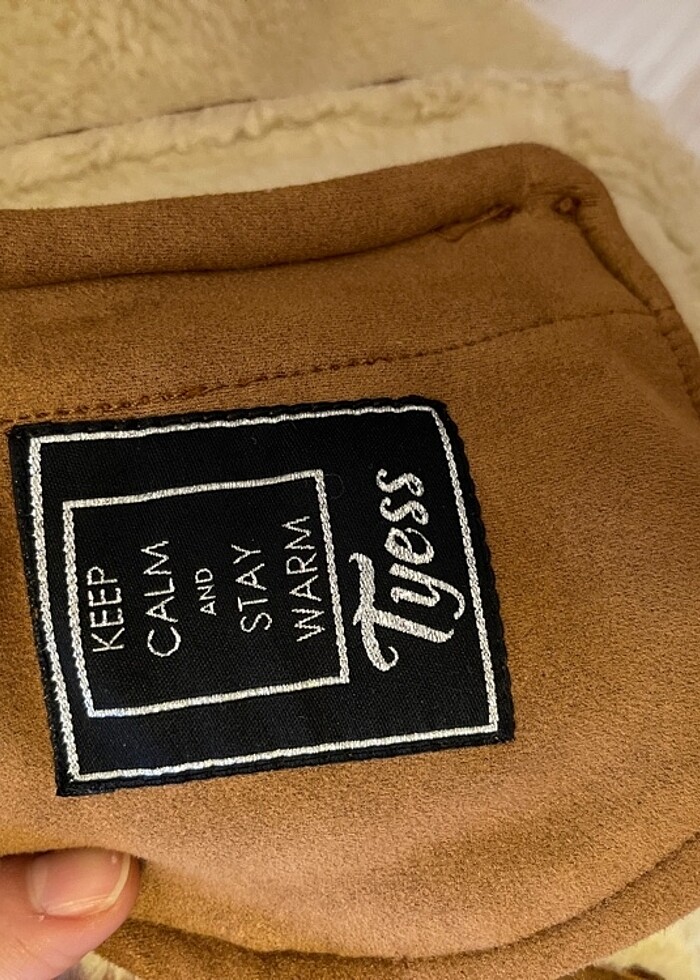 KEEP
CALM
AND
STAY
WARM
Tyess